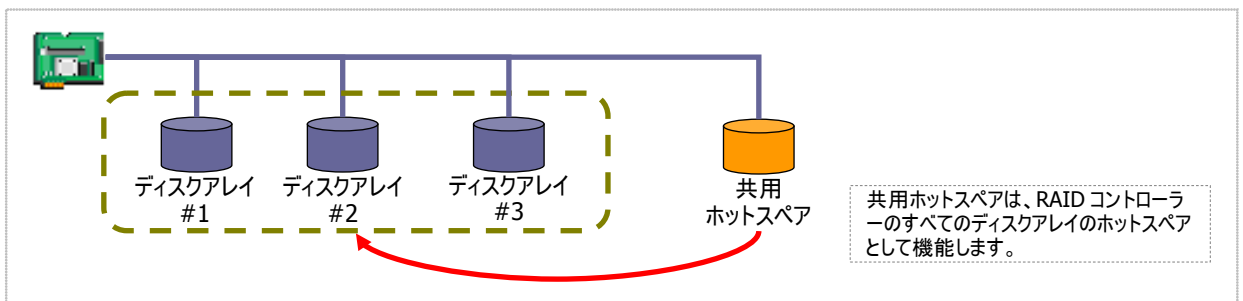 ディスクアレイ
#1
ディスクアレイ
#2
ディスクアレイ
#3
共用
ホットスペア
共用ホットスペアは、RAID コントローラ
ーのすべてのディスクアレイのホットスペア
として機能します。